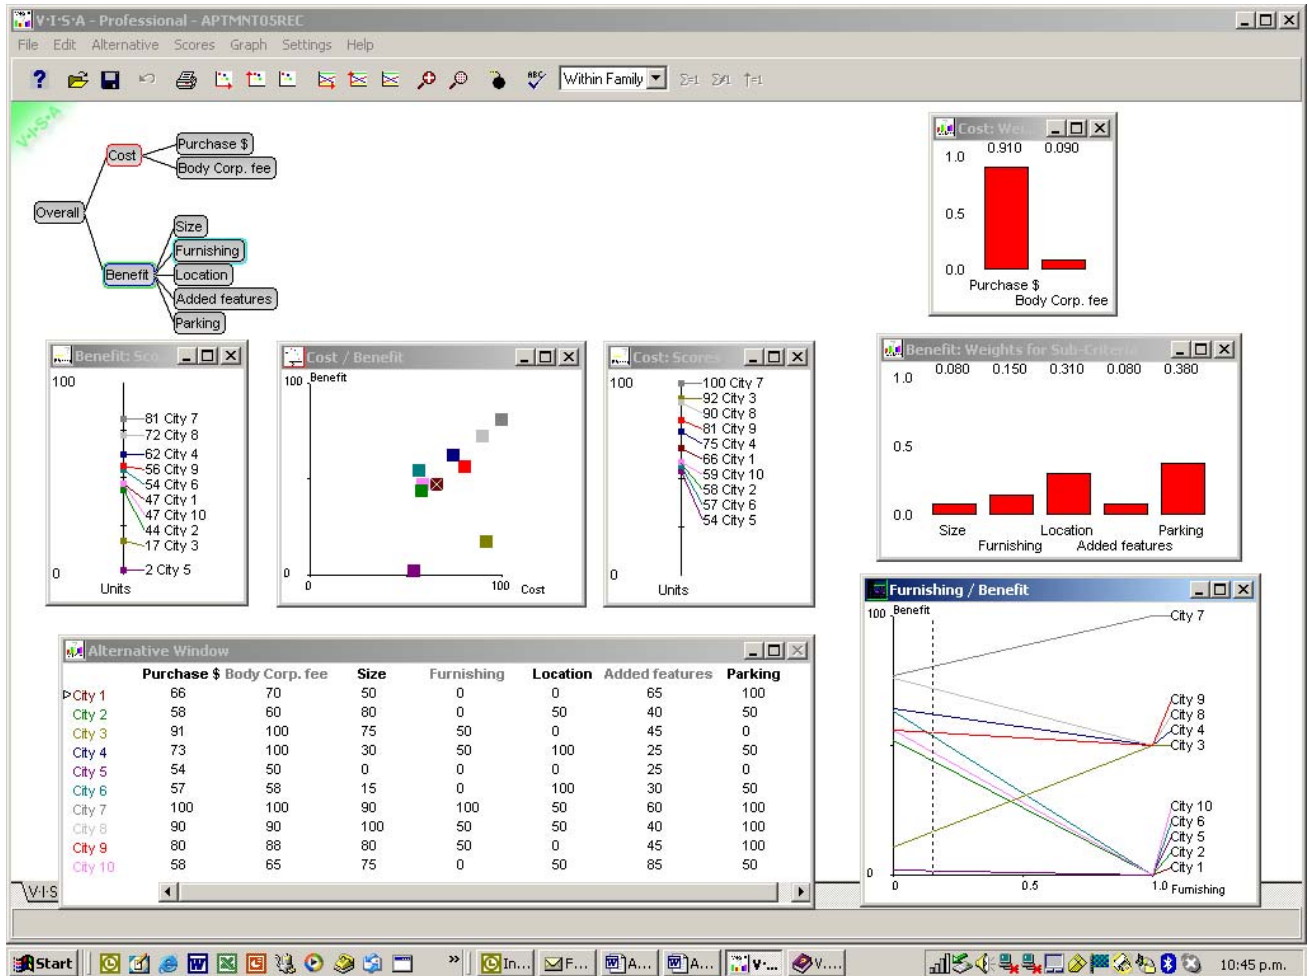 V·I·S·A - Professional - APTMNT05REC
File Edit Alternative Scores Graph Settings Help
? ABC Within Family Σ=1 Σ≠1 ↑=1
V·I·S·A
Overall
Cost
Purchase $
Body Corp. fee
Benefit
Size
Furnishing
Location
Added features
Parking
Cost: Wei...
0.910 0.090
1.0
0.5
0.0
Purchase $
Body Corp. fee
Benefit: Sco...
100
81 City 7
72 City 8
62 City 4
56 City 9
54 City 6
47 City 1
47 City 10
44 City 2
17 City 3
2 City 5
0
Units
Cost / Benefit
100 Benefit
0
0 100 Cost
Cost: Scores
100
100 City 7
92 City 3
90 City 8
81 City 9
75 City 4
66 City 1
59 City 10
58 City 2
57 City 6
54 City 5
0
Units
Benefit: Weights for Sub-Criteria
0.080 0.150 0.310 0.080 0.380
1.0
0.5
0.0
Size Location Parking
Furnishing Added features
Furnishing / Benefit
100 Benefit
City 7
City 9
City 8
City 4
City 3
City 10
City 6
City 5
City 2
City 1
0
0 0.5 1.0 Furnishing
Alternative Window
Purchase $ Body Corp. fee Size Furnishing Location Added features Parking
City 1 66 70 50 0 0 65 100
City 2 58 60 80 0 50 40 50
City 3 91 100 75 50 0 45 0
City 4 73 100 30 50 100 25 50
City 5 54 50 0 0 0 25 0
City 6 57 58 15 0 100 30 50
City 7 100 100 90 100 50 60 100
City 8 90 90 100 50 50 40 100
City 9 80 88 80 50 0 45 100
City 10 58 65 75 0 50 85 50
V·I·S
Start » In... F... A... A... V·... V.... 10:45 p.m.